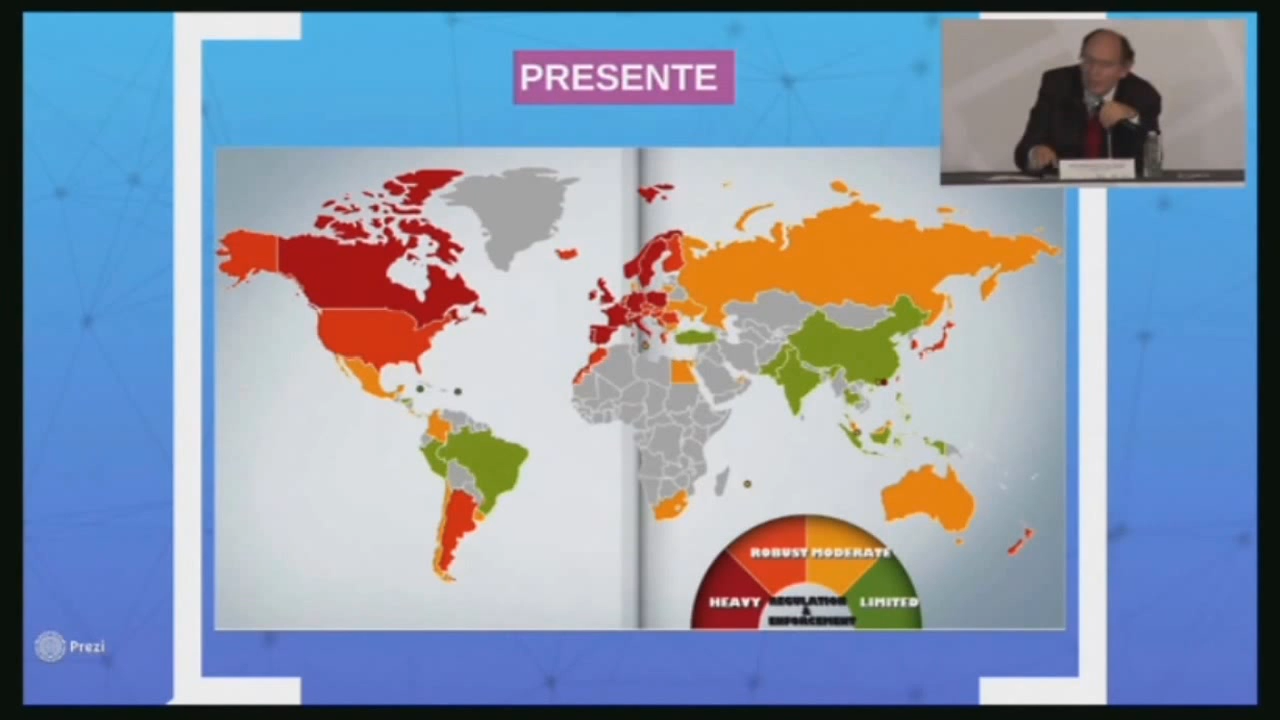 PRESENTE
ROBUST MODERATE
HEAVY REGULATION LIMITED
&
ENFORCEMENT
Prezi